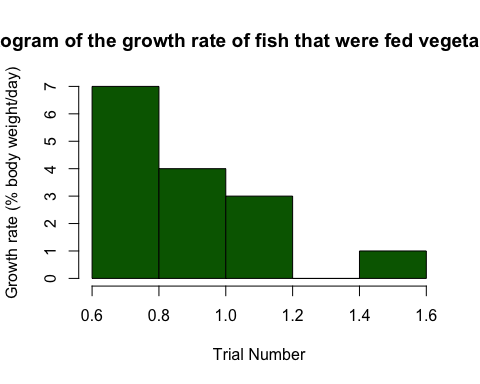 ogram of the growth rate of fish that were fed vegeta
Growth rate (% body weight/day)
7
6
5
4
3
2
1
0
0.6 0.8 1.0 1.2 1.4 1.6
Trial Number